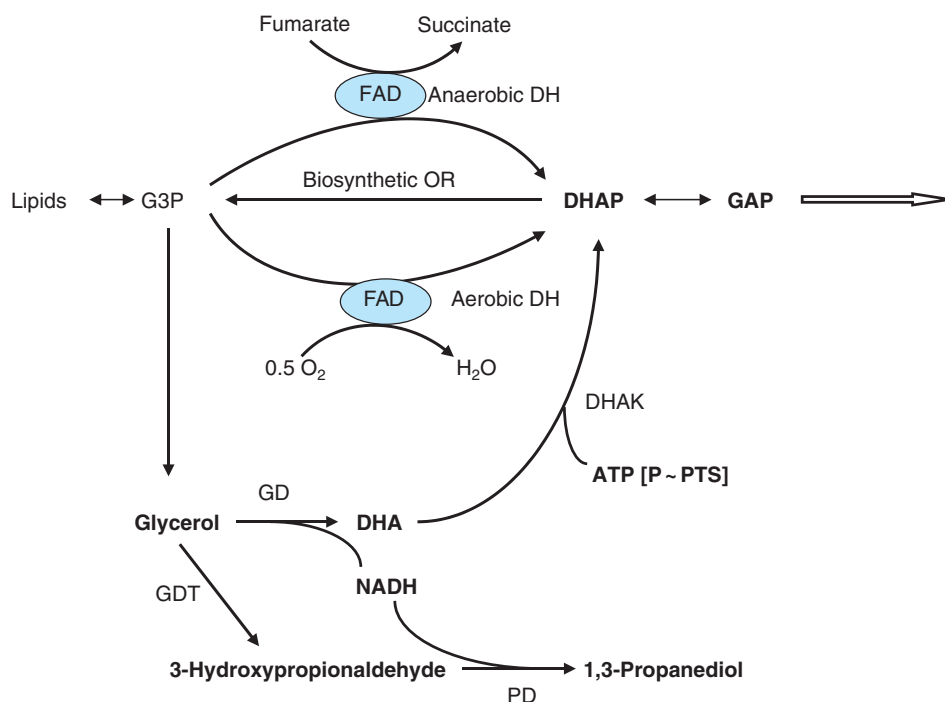 Fumarate Succinate
FAD Anaerobic DH
Biosynthetic OR
Lipids G3P DHAP GAP
FAD Aerobic DH
0.5 O₂ H₂O
DHAK
ATP [P ~ PTS]
GD
Glycerol DHA
GDT NADH
3-Hydroxypropionaldehyde 1,3-Propanediol
PD